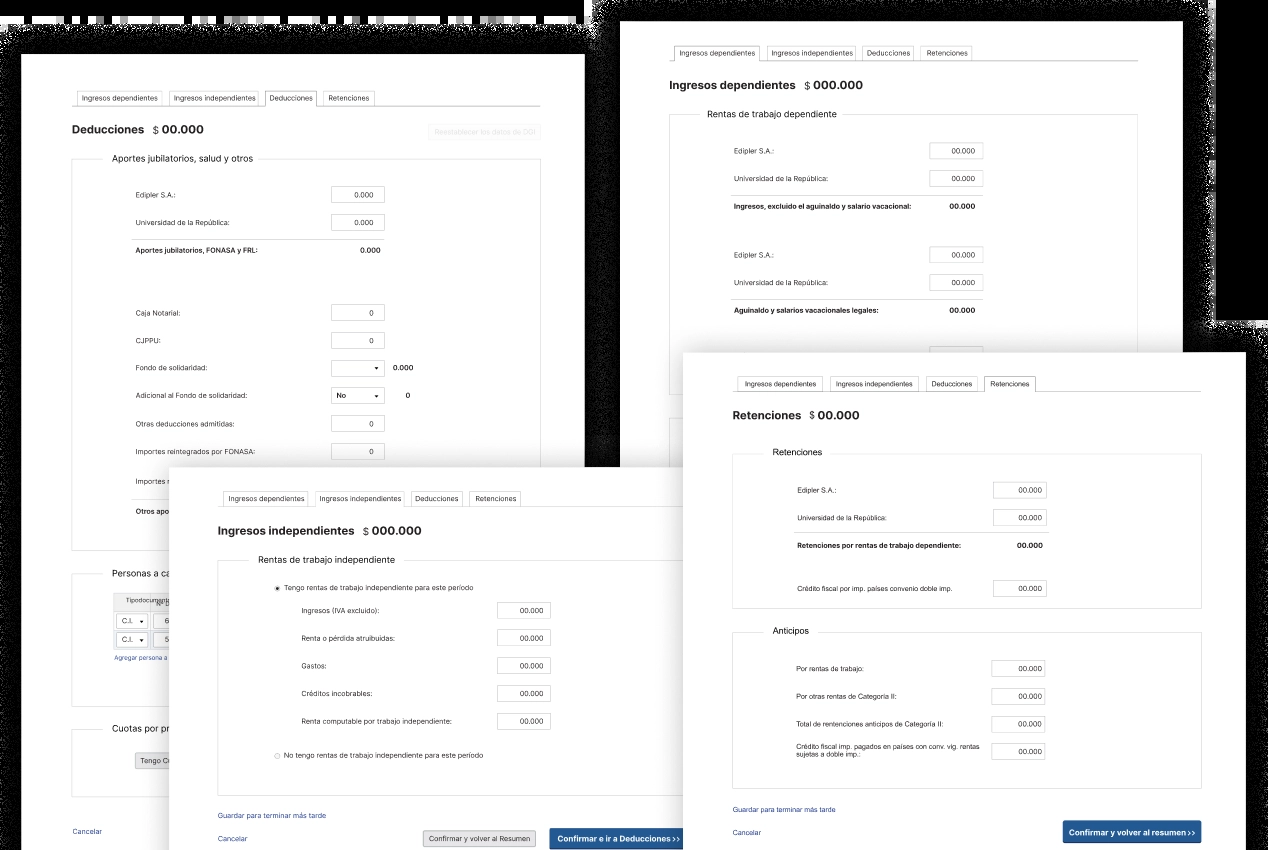 Ingresos dependientes Ingresos independientes Deducciones Retenciones
Deducciones $ 00.000
Reestablecer los datos de DGI
Aportes jubilatorios, salud y otros
Edipler S.A.: 0.000
Universidad de la República: 0.000
Aportes jubilatorios, FONASA y FRL: 0.000
Caja Notarial: 0
CJPPU: 0
Fondo de solidaridad: 0.000
Adicional al Fondo de solidaridad: No 0
Otras deducciones admitidas: 0
Importes reintegrados por FONASA: 0
Importes r
Otros apo
Personas a ca
Tipodocumento
C.I. 6
C.I. 5
Agregar persona a
Cuotas por pr
Tengo Cu
Cancelar
Ingresos dependientes Ingresos independientes Deducciones Retenciones
Ingresos dependientes $ 000.000
Rentas de trabajo dependiente
Edipler S.A.: 00.000
Universidad de la República: 00.000
Ingresos, excluido el aguinaldo y salario vacacional: 00.000
Edipler S.A.: 00.000
Universidad de la República: 00.000
Aguinaldo y salarios vacacionales legales: 00.000
Ingresos dependientes Ingresos independientes Deducciones Retenciones
Ingresos independientes $ 000.000
Rentas de trabajo independiente
Tengo rentas de trabajo independiente para este período
Ingresos (IVA excluido): 00.000
Renta o pérdida atruibuidas: 00.000
Gastos: 00.000
Créditos incobrables: 00.000
Renta computable por trabajo independiente: 00.000
No tengo rentas de trabajo independiente para este período
Guardar para terminar más tarde
Cancelar Confirmar y volver al Resumen Confirmar e ir a Deducciones >>
Ingresos dependientes Ingresos independientes Deducciones Retenciones
Retenciones $ 00.000
Retenciones
Edipler S.A.: 00.000
Universidad de la República: 00.000
Retenciones por rentas de trabajo dependiente: 00.000
Crédito fiscal por imp. países convenio doble imp. 00.000
Anticipos
Por rentas de trabajo: 00.000
Por otras rentas de Categoría II: 00.000
Total de rentenciones anticipos de Categoría II: 00.000
Crédito fiscal imp. pagados en países con conv. vig. rentas
sujetas a doble imp.: 00.000
Guardar para terminar más tarde
Cancelar Confirmar y volver al resumen >>